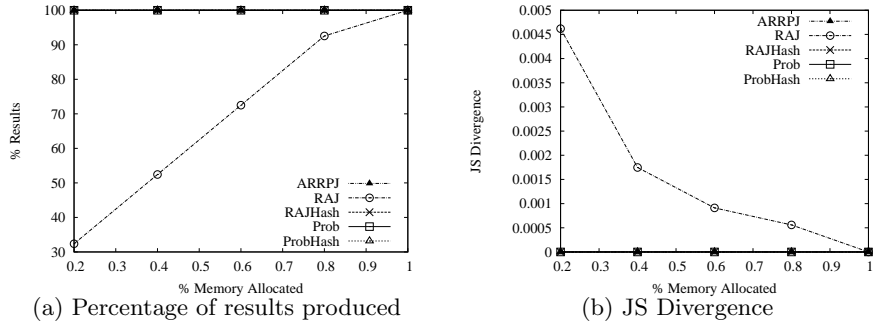 100
90
80
70
60
50
40
30
% Results
0.2 0.3 0.4 0.5 0.6 0.7 0.8 0.9 1
% Memory Allocated
ARRPJ
RAJ
RAJHash
Prob
ProbHash
(a) Percentage of results produced
0.005
0.0045
0.004
0.0035
0.003
0.0025
0.002
0.0015
0.001
0.0005
0
JS Divergence
0.2 0.3 0.4 0.5 0.6 0.7 0.8 0.9 1
% Memory Allocated
ARRPJ
RAJ
RAJHash
Prob
ProbHash
(b) JS Divergence